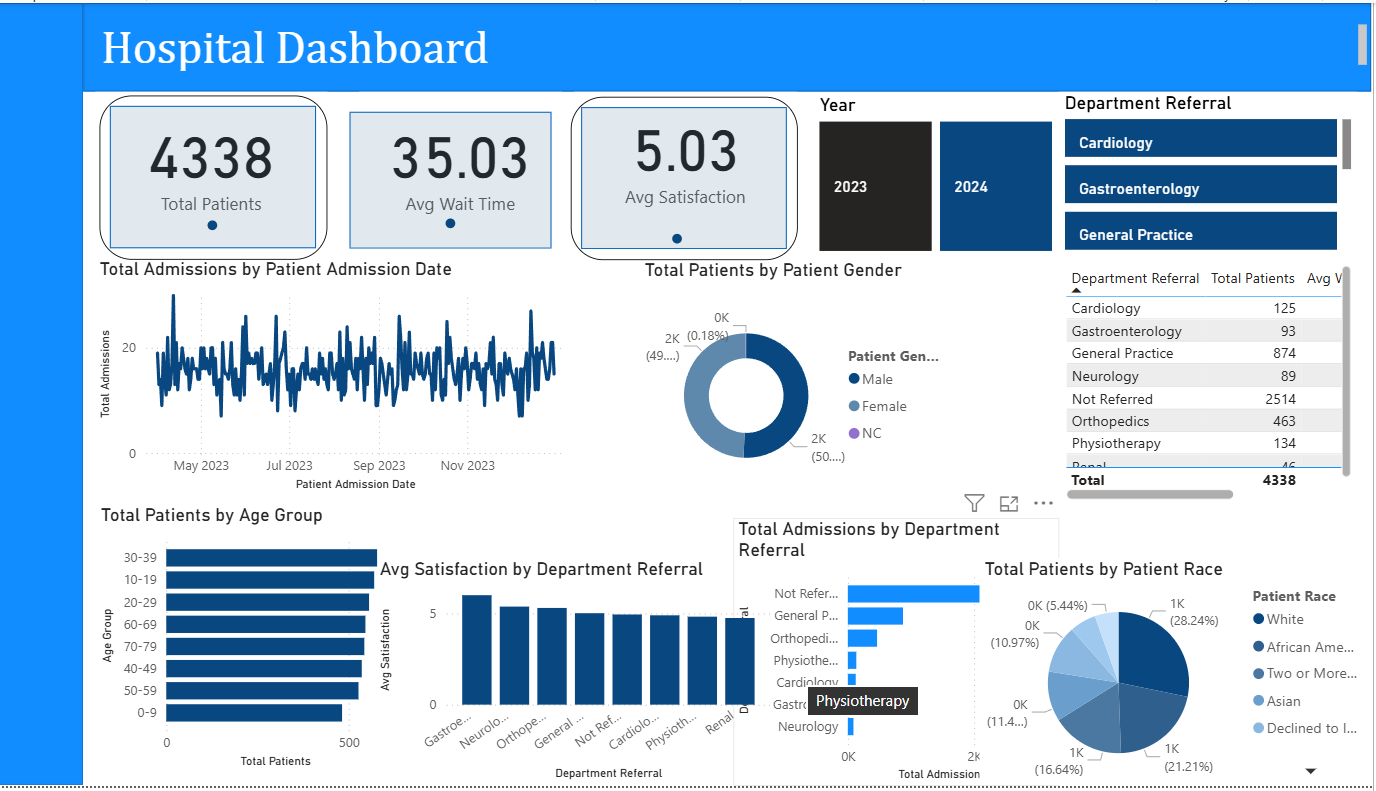 Hospital Dashboard
4338
Total Patients
35.03
Avg Wait Time
5.03
Avg Satisfaction
Year
2023
2024
Department Referral
Cardiology
Gastroenterology
General Practice
Total Admissions by Patient Admission Date
Total Admissions
20
0
May 2023
Jul 2023
Sep 2023
Nov 2023
Patient Admission Date
Total Patients by Patient Gender
0K
(0.18%)
2K
(49....)
2K
(50....)
Patient Gen...
Male
Female
NC
Department Referral Total Patients Avg
Cardiology 125
Gastroenterology 93
General Practice 874
Neurology 89
Not Referred 2514
Orthopedics 463
Physiotherapy 134
Renal 46
Total 4338
Total Patients by Age Group
Age Group
30-39
10-19
20-29
60-69
70-79
40-49
50-59
0-9
0
500
Total Patients
Avg Satisfaction by Department Referral
Avg Satisfaction
5
0
Gastroe...
Neurolo...
Orthope...
General ...
Not Ref...
Cardiolo...
Physioth...
Renal
Department Referral
Total Admissions by Department
Referral
Not Refer...
General P...
Orthopedi...
Physiothe...
Cardiology
Gastro
Neurology
Physiotherapy
0K
2K
Total Admission
Total Patients by Patient Race
0K (5.44%)
0K
(10.97%)
0K
(11.4...)
1K
(16.64%)
1K
(21.21%)
1K
(28.24%)
Patient Race
White
African Ame...
Two or More...
Asian
Declined to I...